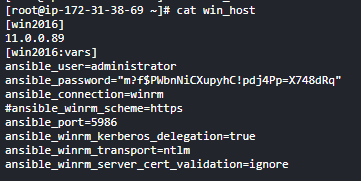 [root@ip-172-31-38-69 ~]# cat win_host
[win2016]
11.0.0.89
[win2016:vars]
ansible_user=administrator
ansible_password="m?f$PWbnNiCXupyhC!pdj4Pp=X748dRq"
ansible_connection=winrm
#ansible_winrm_scheme=https
ansible_port=5986
ansible_winrm_kerberos_delegation=true
ansible_winrm_transport=ntlm
ansible_winrm_server_cert_validation=ignore